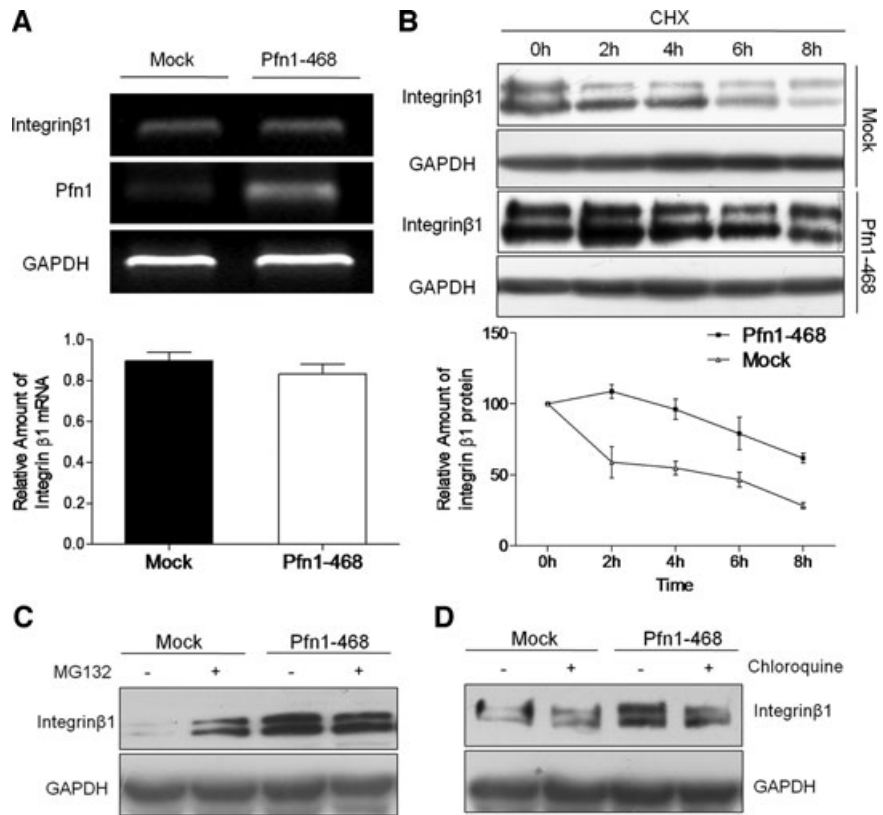 A
Mock Pfn1-468
Integrinβ1
Pfn1
GAPDH
Relative Amount of
Integrin β1 mRNA
1.0
0.8
0.6
0.4
0.2
0.0
Mock Pfn1-468
B
CHX
0h 2h 4h 6h 8h
Integrinβ1
GAPDH
Mock
Integrinβ1
GAPDH
Pfn1-468
Relative Amount of
integrin β1 protein
150
100
50
0
Pfn1-468
Mock
0h 2h 4h 6h 8h
Time
C
Mock Pfn1-468
MG132 - + - +
Integrinβ1
GAPDH
D
Mock Pfn1-468
- + - + Chloroquine
Integrinβ1
GAPDH